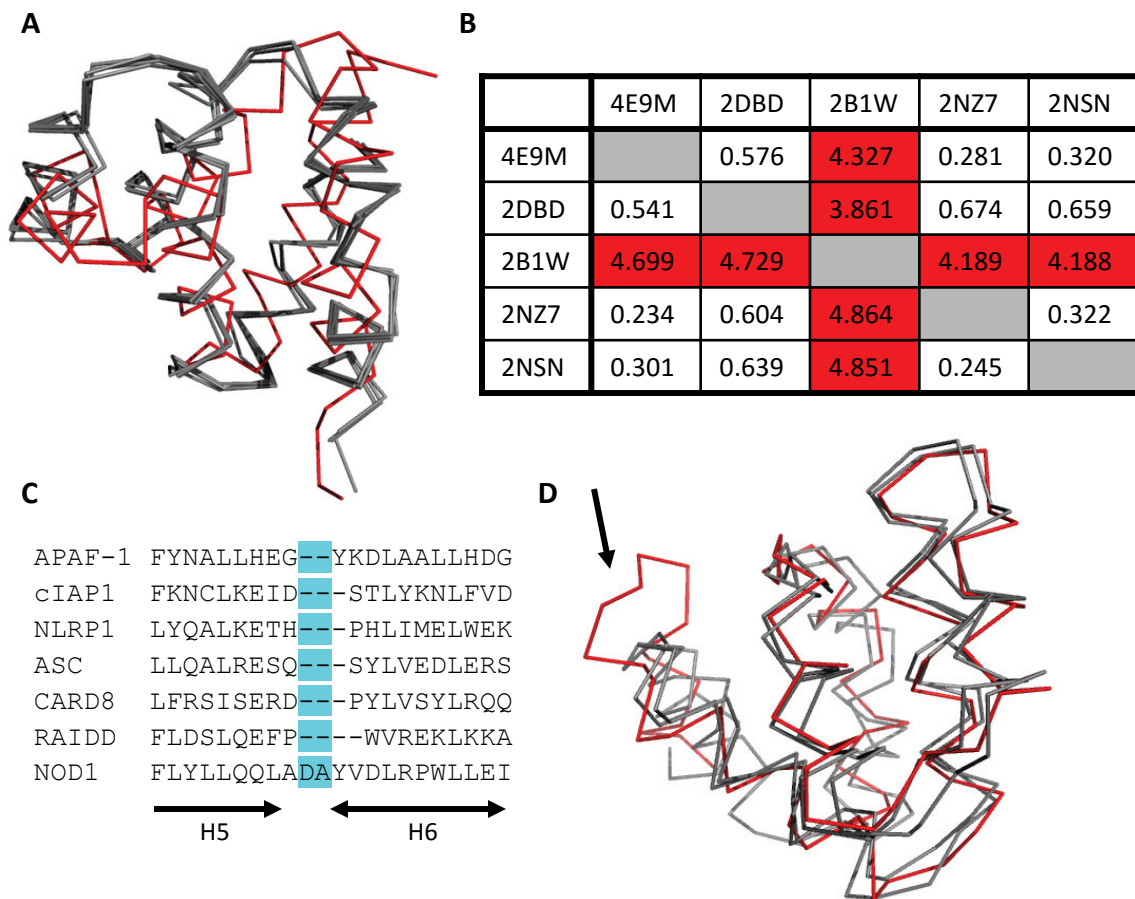 A
B
4E9M 2DBD 2B1W 2NZ7 2NSN
4E9M 0.576 4.327 0.281 0.320
2DBD 0.541 3.861 0.674 0.659
2B1W 4.699 4.729 4.189 4.188
2NZ7 0.234 0.604 4.864 0.322
2NSN 0.301 0.639 4.851 0.245
C
APAF-1 FYNALLHEG--YKDLAALLHDG
cIAP1 FKNCLKEID---STLYKNLFVD
NLRP1 LYQALKETH---PHLIMELWEK
ASC LLQALRESQ---SYLVEDLERS
CARD8 LFRSISERD---PYLVSYLRQQ
RAIDD FLDSLQEFP----WVREKLKKA
NOD1 FLYLLQQLADAYVDLRPWLLEI
H5 H6
D